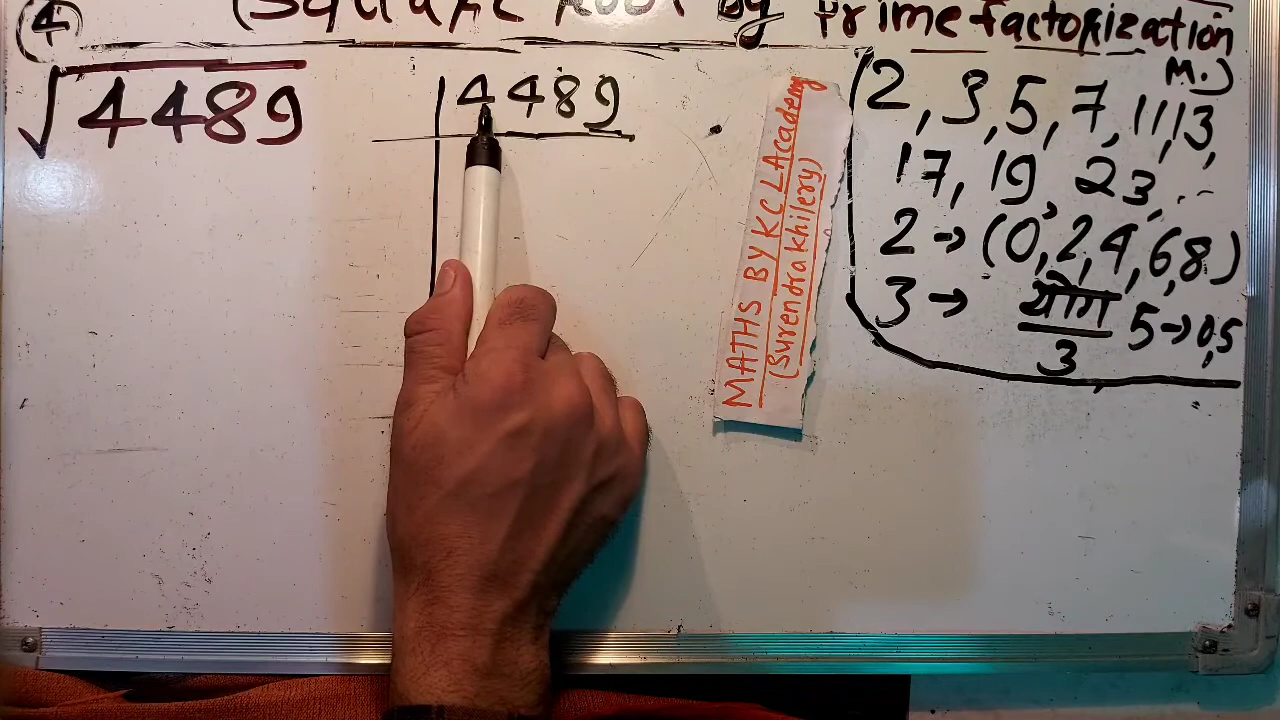 (4) (Square Root By Prime factorization
M.)
√4489
4489
(2, 3, 5, 7, 11, 13,
17, 19, 23, ...
2 → (0, 2, 4, 6, 8)
3 → योग/3 5 → 0, 5
MATHS BY KCL Academy
(Surendra khilery)